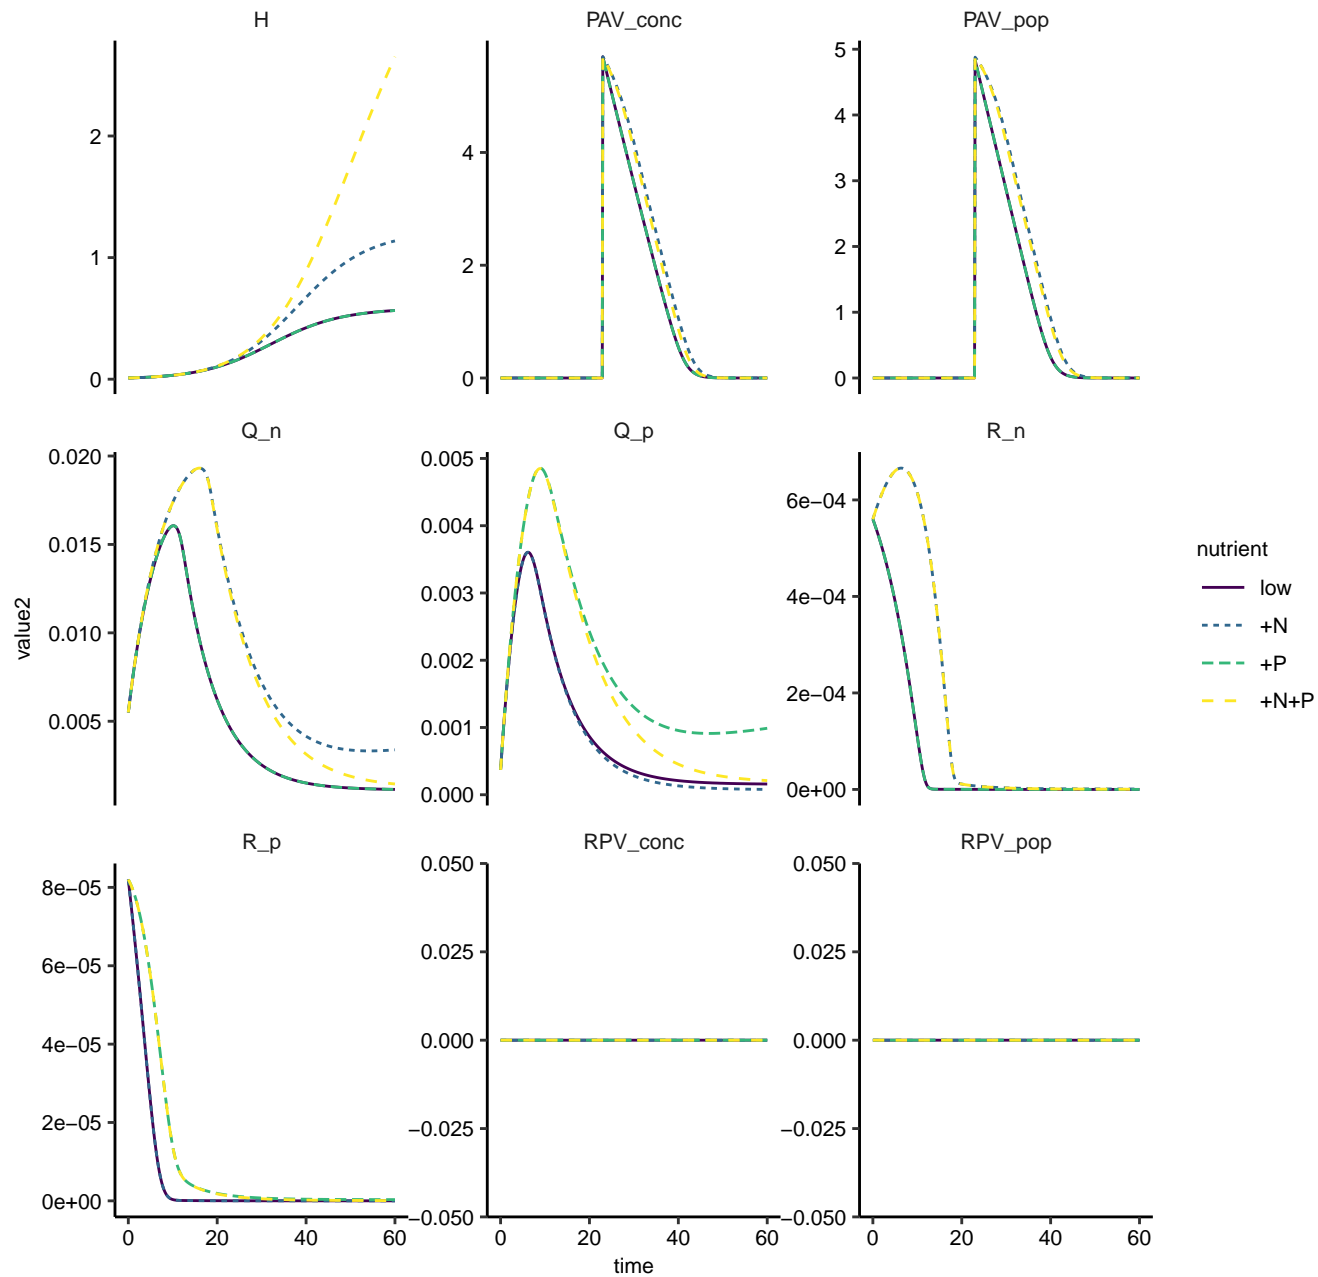 H
PAV_conc
PAV_pop
2
1
0
4
2
0
5
4
3
2
1
0
Q_n
Q_p
R_n
0.020
0.015
0.010
0.005
0.005
0.004
0.003
0.002
0.001
0.000
6e−04
4e−04
2e−04
0e+00
nutrient
low
+N
+P
+N+P
value2
R_p
RPV_conc
RPV_pop
8e−05
6e−05
4e−05
2e−05
0e+00
0.050
0.025
0.000
−0.025
−0.050
0.050
0.025
0.000
−0.025
−0.050
0 20 40 60
0 20 40 60
0 20 40 60
time